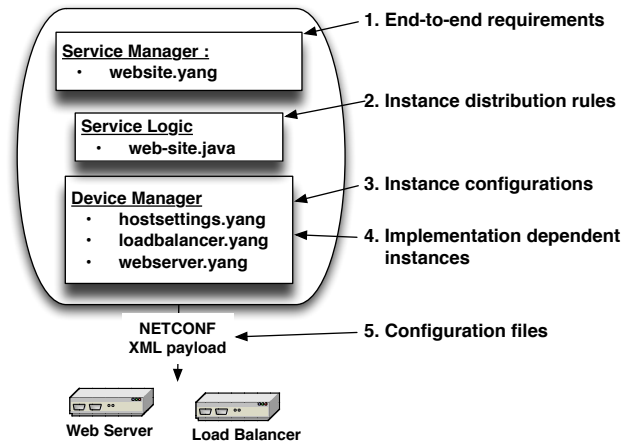 1. End-to-end requirements
Service Manager :
• website.yang
2. Instance distribution rules
Service Logic
• web-site.java
3. Instance configurations
Device Manager
• hostsettings.yang
• loadbalancer.yang
• webserver.yang
4. Implementation dependent
instances
NETCONF
XML payload
5. Configuration files
Web Server
Load Balancer